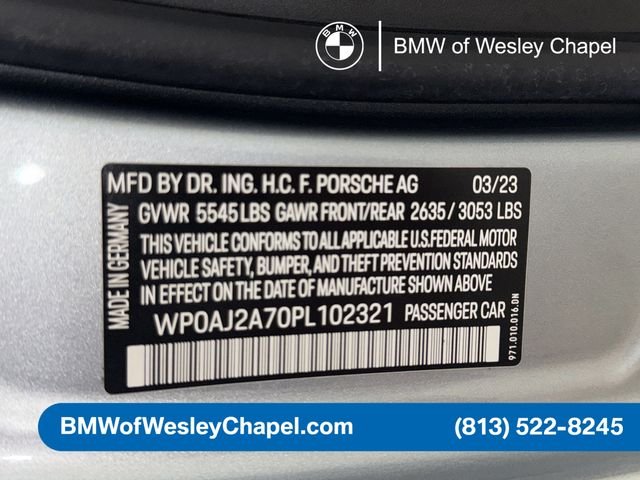 BMW
BMW of Wesley Chapel
MFD BY DR. ING. H.C. F. PORSCHE AG 03/23
GVWR 5545LBS GAWR FRONT/REAR 2635 / 3053 LBS
THIS VEHICLE CONFORMS TO ALL APPLICABLE U.S.FEDERAL MOTOR
VEHICLE SAFETY, BUMPER, AND THEFT PREVENTION STANDARDS
IN EFFECT ON THE DATE OF MANUFACTURE SHOWN ABOVE.
WP0AJ2A70PL102321 PASSENGER CAR
MADE IN GERMANY
971.010.016.DN
BMWofWesleyChapel.com
(813) 522-8245